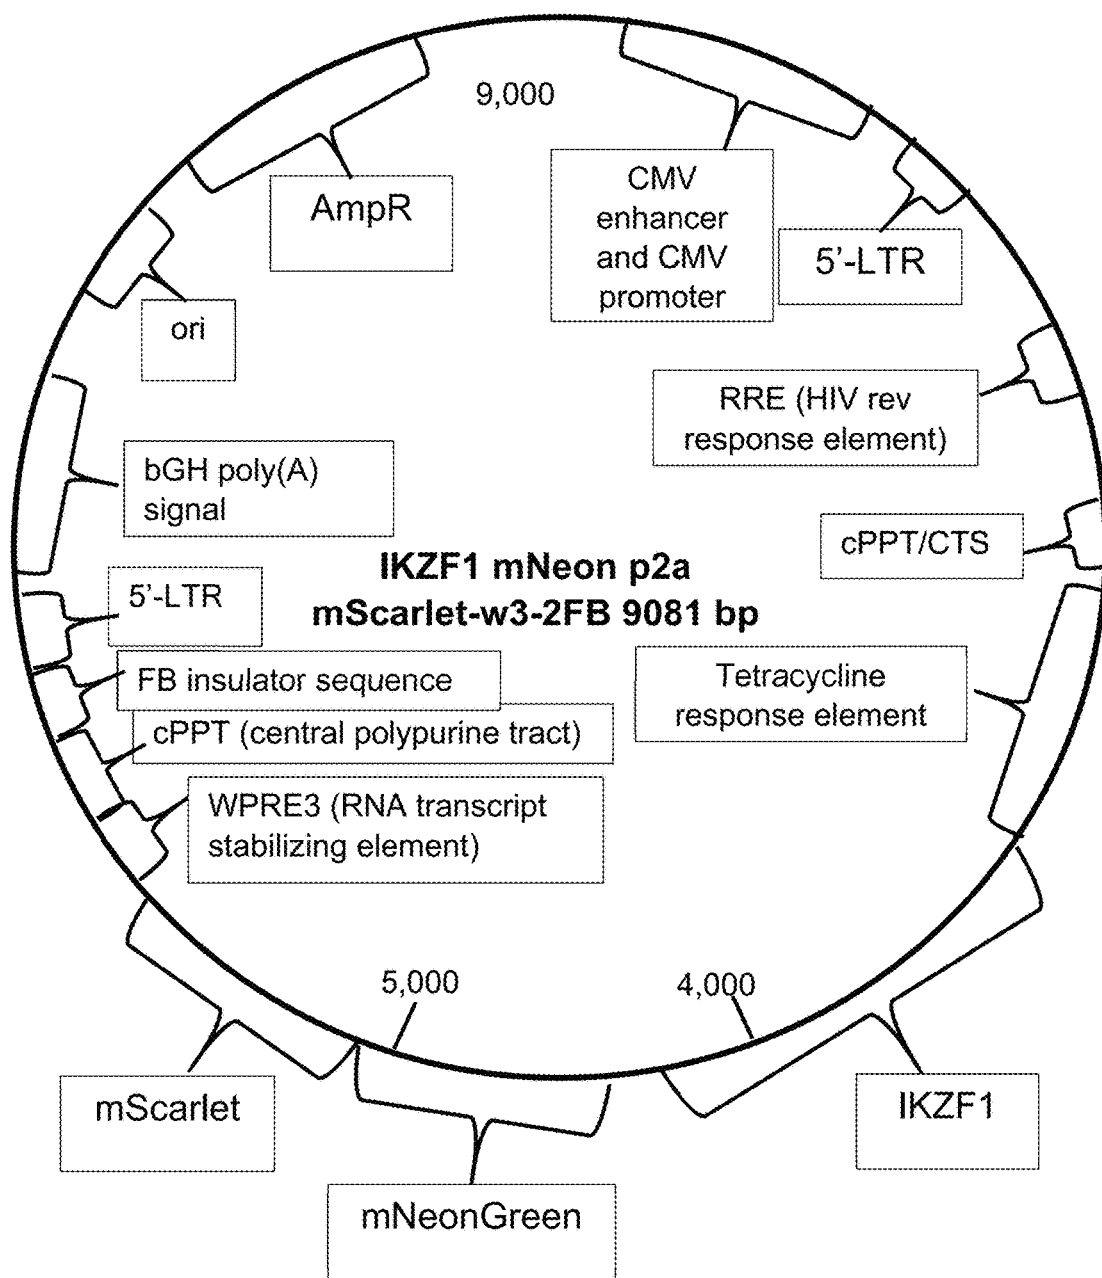 9,000
AmpR
CMV
enhancer
and CMV
promoter
5’-LTR
ori
RRE (HIV rev
response element)
bGH poly(A)
signal
cPPT/CTS
IKZF1 mNeon p2a
mScarlet-w3-2FB 9081 bp
5’-LTR
FB insulator sequence
Tetracycline
response element
cPPT (central polypurine tract)
WPRE3 (RNA transcript
stabilizing element)
5,000
4,000
mScarlet
IKZF1
mNeonGreen